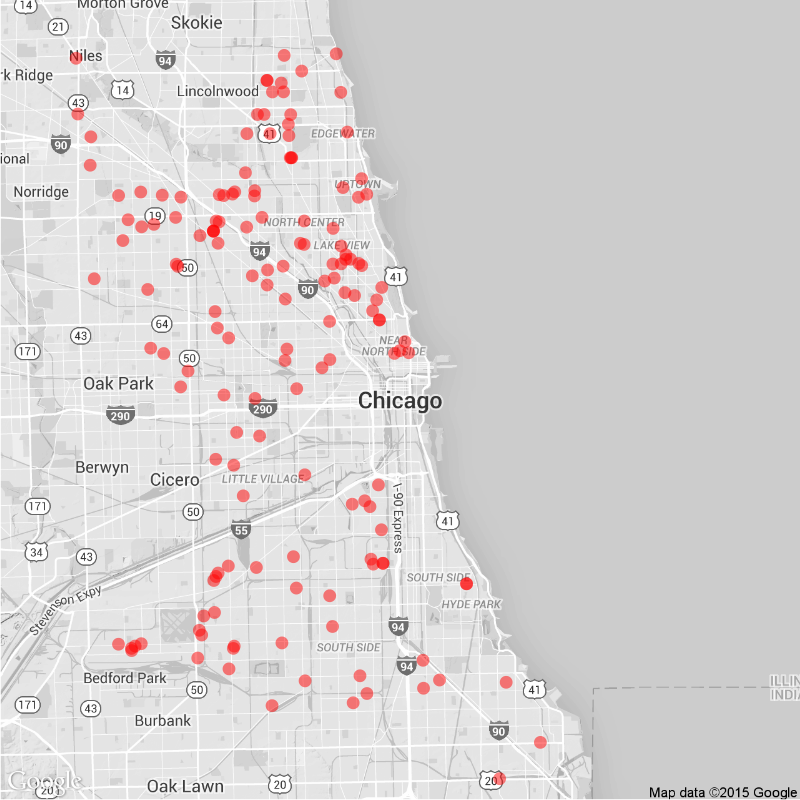 14
Morton Grove
21
Skokie
Niles
94
rk Ridge
14
Lincolnwood
43
41
EDGEWATER
90
ional
Norridge
UPTOWN
19
NORTH CENTER
94
LAKE VIEW
50
41
90
64
43
NEAR
NORTH SIDE
171
50
Oak Park
290
290
Chicago
Berwyn
Cicero
LITTLE VILLAGE
171
50
I-90 Express
41
55
34
43
SOUTH SIDE
Stevenson Expy
HYDE PARK
94
SOUTH SIDE
94
Bedford Park
50
41
ILLIN
INDIA
171
43
Burbank
90
Google
201
Oak Lawn
20
20
Map data ©2015 Google